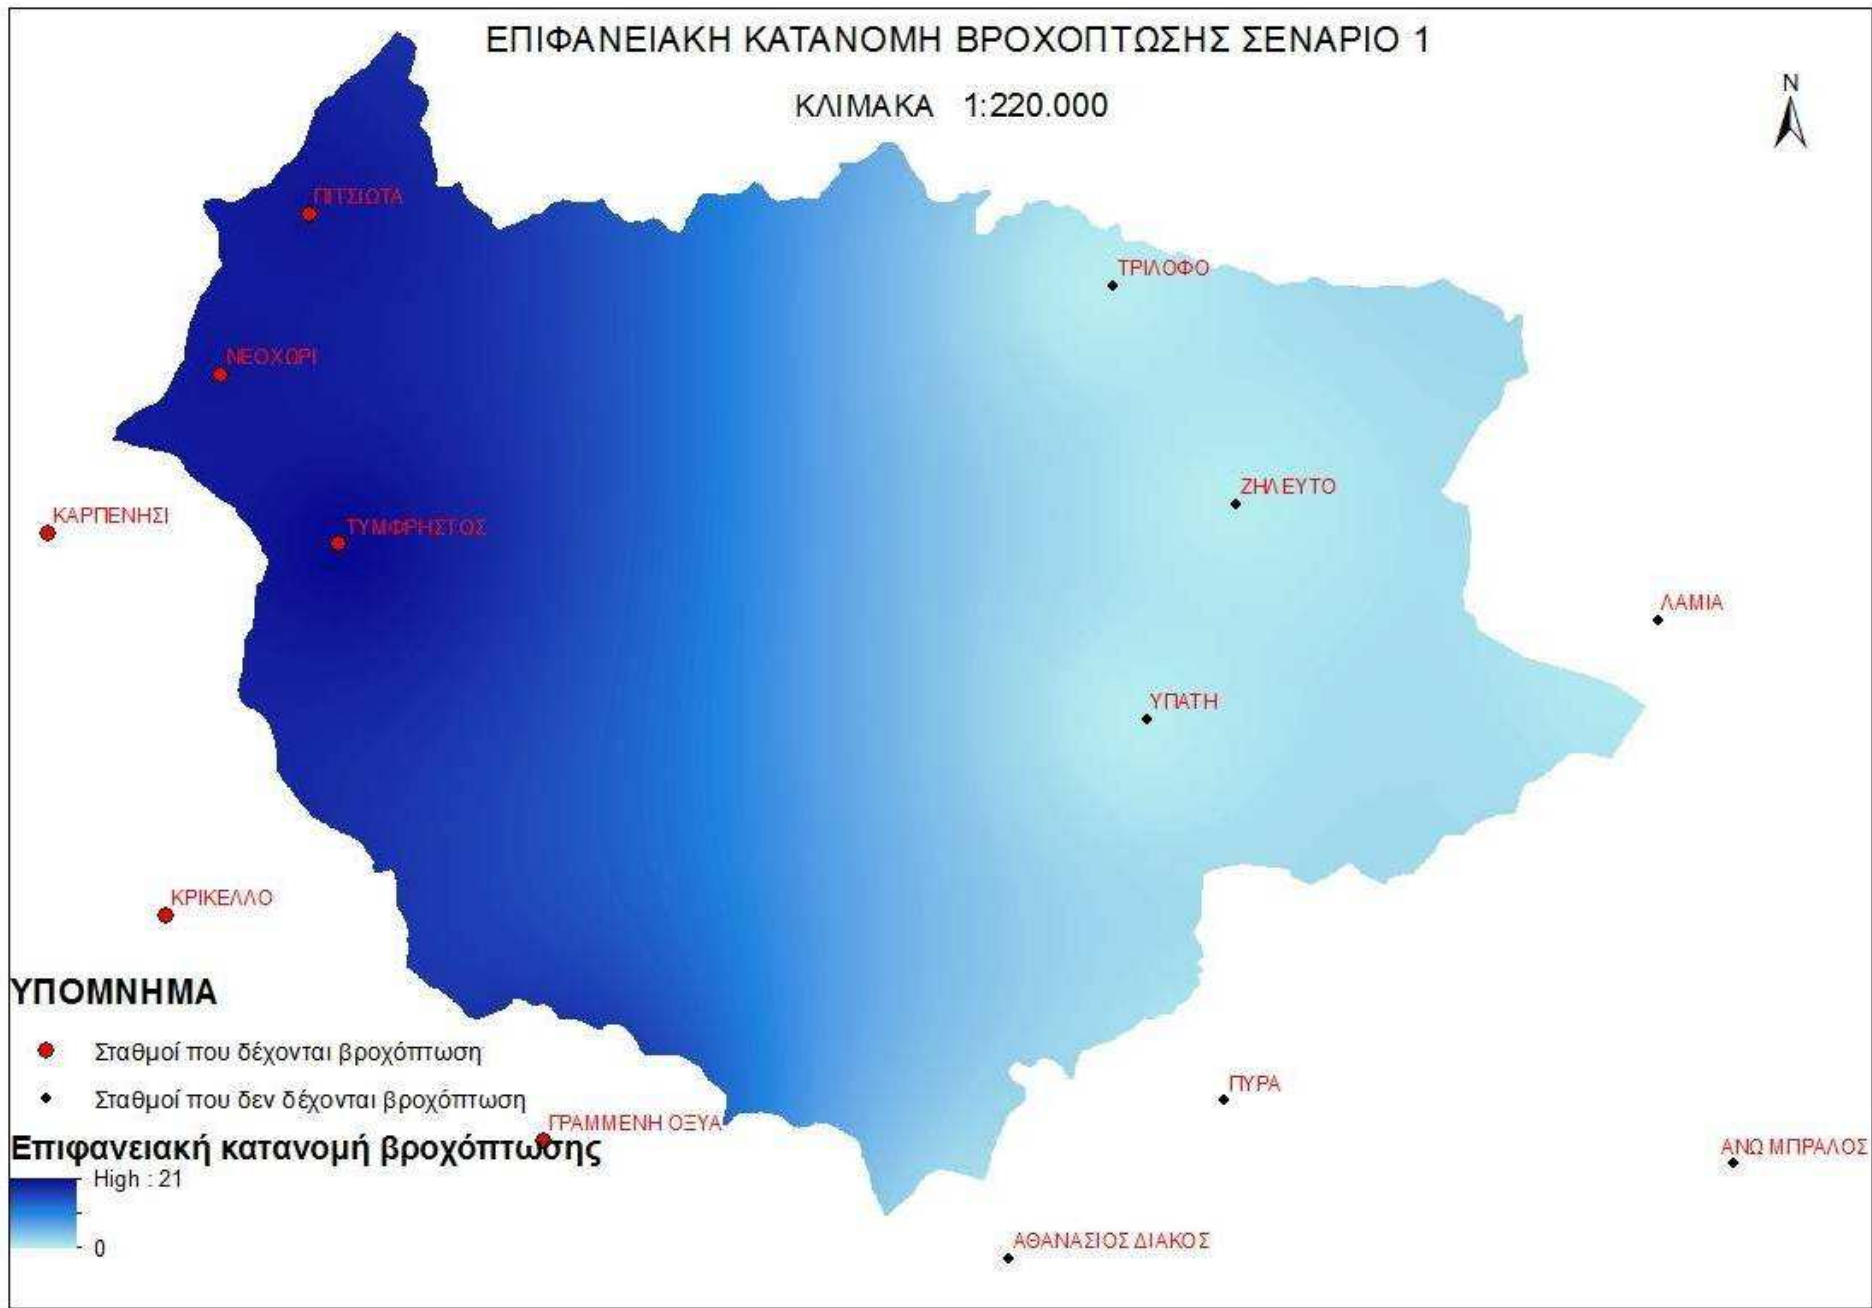 ΕΠΙΦΑΝΕΙΑΚΗ ΚΑΤΑΝΟΜΗ ΒΡΟΧΟΠΤΩΣΗΣ ΣΕΝΑΡΙΟ 1
ΚΛΙΜΑΚΑ 1:220.000
N
ΠΙΤΣΙΩΤΑ
ΤΡΙΛΟΦΟ
ΝΕΟΧΩΡΙ
ΖΗΛΕΥΤΟ
ΚΑΡΠΕΝΗΣΙ
ΤΥΜΦΡΗΣΤΟΣ
ΛΑΜΙΑ
ΥΠΑΤΗ
ΚΡΙΚΕΛΛΟ
ΥΠΟΜΝΗΜΑ
Σταθμοί που δέχονται βροχόπτωση
Σταθμοί που δεν δέχονται βροχόπτωση
ΠΥΡΑ
ΓΡΑΜΜΕΝΗ ΟΞΥΑ
Επιφανειακή κατανομή βροχόπτωσης
ΑΝΩ ΜΠΡΑΛΟΣ
High : 21
0
ΑΘΑΝΑΣΙΟΣ ΔΙΑΚΟΣ